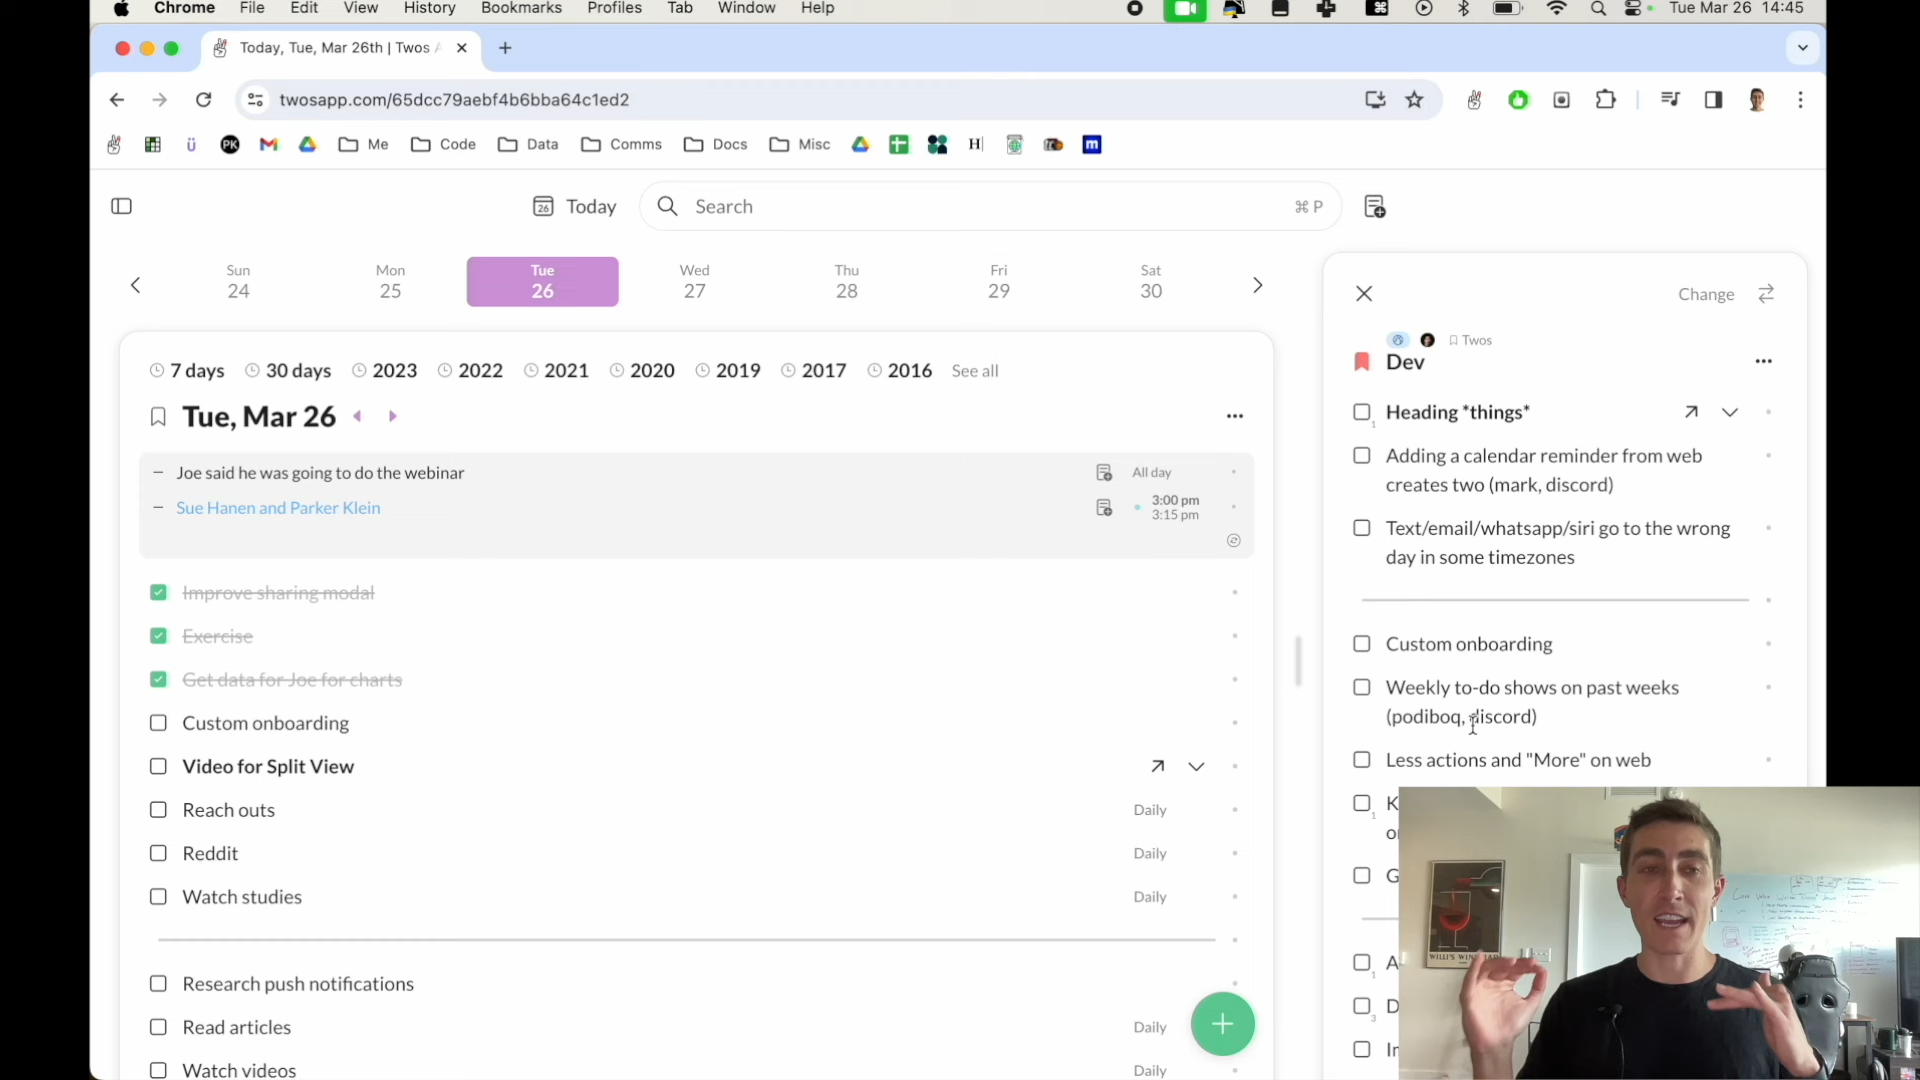 Chrome File Edit View History Bookmarks Profiles Tab Window Help Tue Mar 26 14:45
Today, Tue, Mar 26th | Twos A
twosapp.com/65dcc79aebf4b6bba64c1ed2
Me Code Data Comms Docs Misc
Today Search ⌘ P
Sun 24
Mon 25
Tue 26
Wed 27
Thu 28
Fri 29
Sat 30
7 days 30 days 2023 2022 2021 2020 2019 2017 2016 See all
Tue, Mar 26
Joe said he was going to do the webinar All day
Sue Hanen and Parker Klein 3:00 pm
3:15 pm
Improve sharing modal
Exercise
Get data for Joe for charts
Custom onboarding
Video for Split View
Reach outs Daily
Reddit Daily
Watch studies Daily
Research push notifications
Read articles Daily
Watch videos Daily
Change
Twos
Dev
Heading *things*
1
Adding a calendar reminder from web
creates two (mark, discord)
Text/email/whatsapp/siri go to the wrong
day in some timezones
Custom onboarding
Weekly to-do shows on past weeks
(podiboq, discord)
Less actions and "More" on web